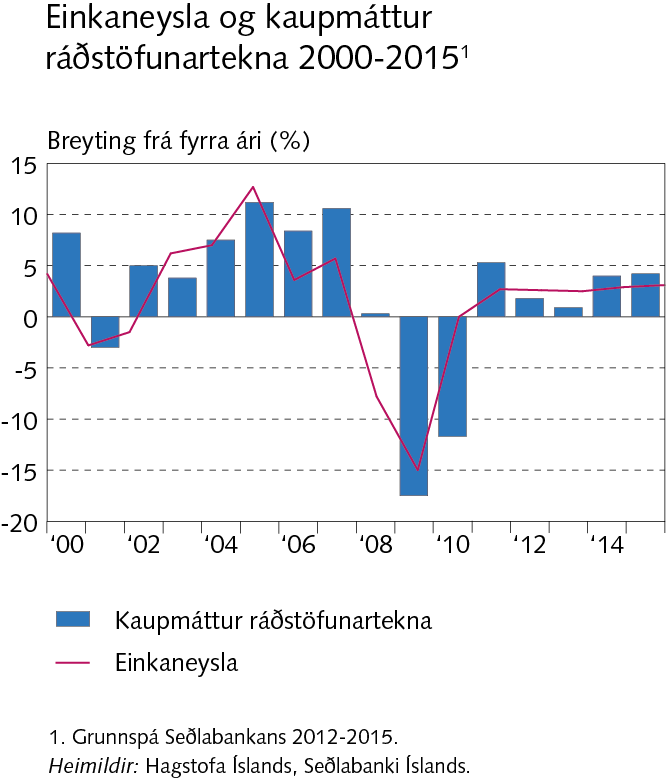 Einkaneysla og kaupmáttur
ráðstöfunartekna 2000-2015¹
Breyting frá fyrra ári (%)
15
10
5
0
-5
-10
-15
-20
‘00 ‘02 ‘04 ‘06 ‘08 ‘10 ‘12 ‘14
Kaupmáttur ráðstöfunartekna
Einkaneysla
1. Grunnspá Seðlabankans 2012-2015.
Heimildir: Hagstofa Íslands, Seðlabanki Íslands.